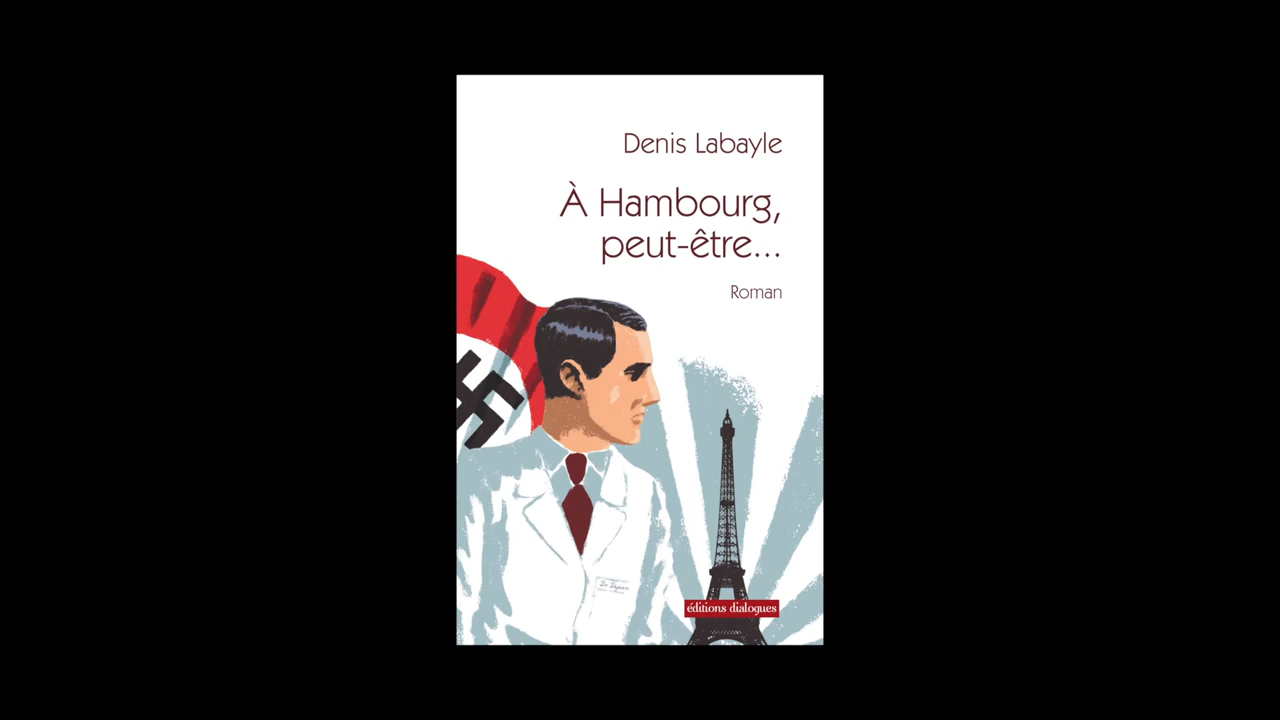 Denis Labayle
À Hambourg,
peut-être...
Roman
éditions dialogues